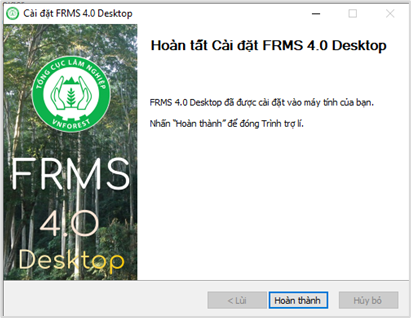 Cài đặt FRMS 4.0 Desktop
Hoàn tất Cài đặt FRMS 4.0 Desktop
TỔNG CỤC LÂM NGHIỆP
VNFOREST
FRMS
4.0
Desktop
FRMS 4.0 Desktop đã được cài đặt vào máy tính của bạn.
Nhấn "Hoàn thành" để đóng Trình trợ lí.
< Lùi
Hoàn thành
Hủy bỏ